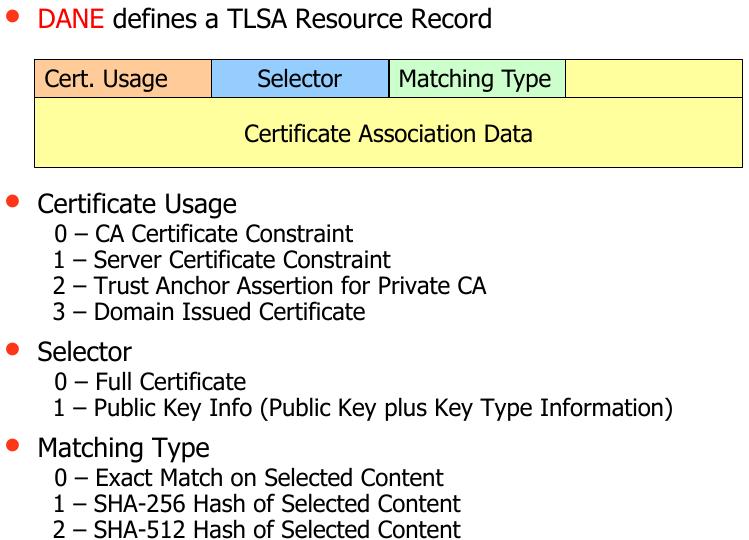 DANE defines a TLSA Resource Record
Cert. Usage Selector Matching Type
Certificate Association Data
Certificate Usage
0 – CA Certificate Constraint
1 – Server Certificate Constraint
2 – Trust Anchor Assertion for Private CA
3 – Domain Issued Certificate
Selector
0 – Full Certificate
1 – Public Key Info (Public Key plus Key Type Information)
Matching Type
0 – Exact Match on Selected Content
1 – SHA-256 Hash of Selected Content
2 – SHA-512 Hash of Selected Content